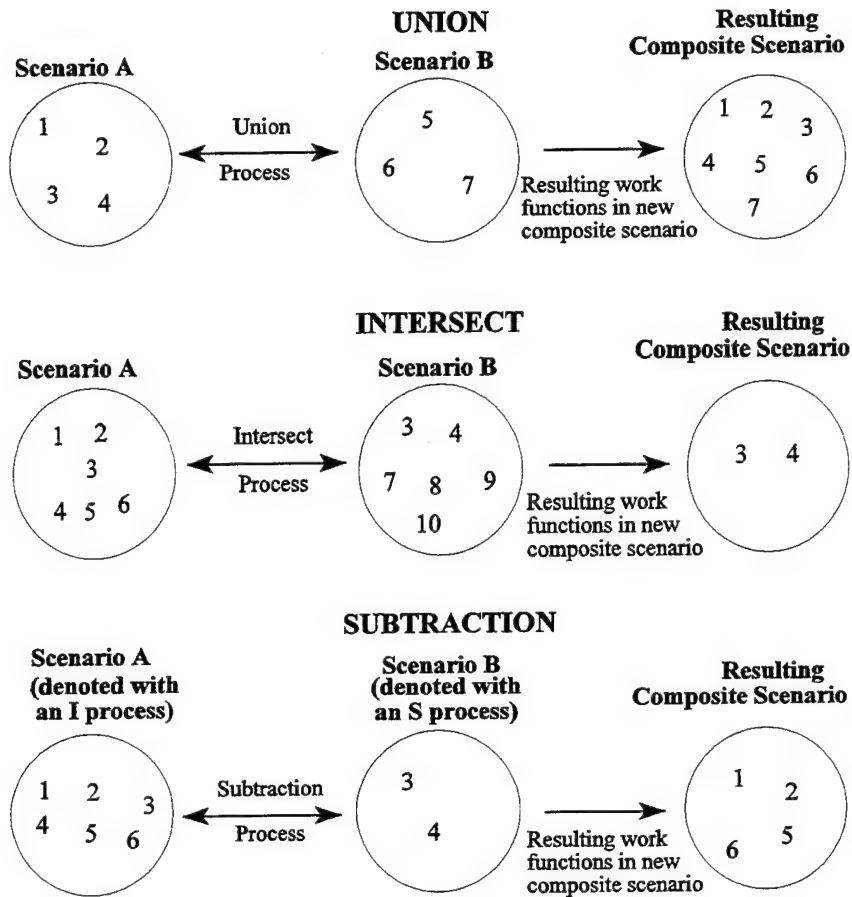 UNION
Resulting
Composite Scenario
Scenario A
Scenario B
1
2
3
4
Union
Process
5
6
7
Resulting work
functions in new
composite scenario
1 2 3
4 5 6
7
INTERSECT
Resulting
Composite Scenario
Scenario A
Scenario B
1 2
3
4 5 6
Intersect
Process
3 4
7 8 9
10
Resulting work
functions in new
composite scenario
3 4
SUBTRACTION
Scenario A
(denoted with
an I process)
Scenario B
(denoted with
an S process)
Resulting
Composite Scenario
1 2 3
4 5 6
Subtraction
Process
3
4
Resulting work
functions in new
composite scenario
1 2
6 5